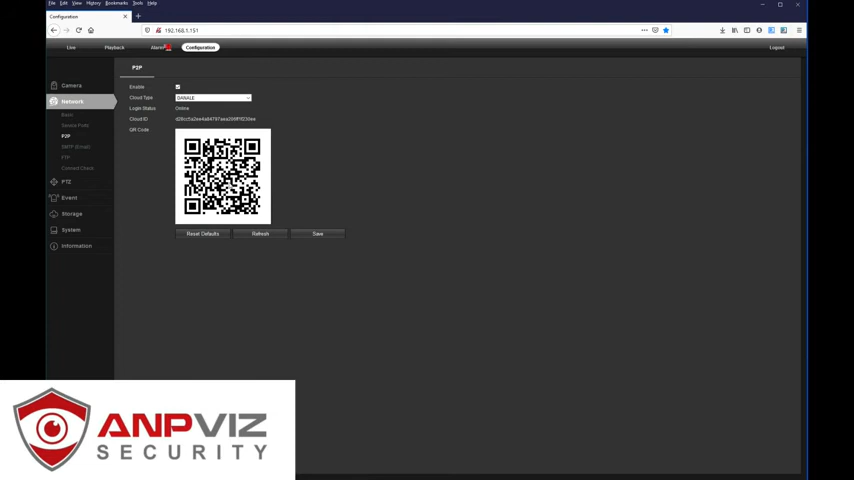 File Edit View History Bookmarks Tools Help
Configuration
192.168.1.151
Live Playback Alarm Configuration Logout
P2P
Camera
Network
Basic
Service Ports
P2P
SMTP (Email)
FTP
Connect Check
PTZ
Event
Storage
System
Information
Enable
Cloud Type DANALE
Login Status Online
Cloud ID
QR Code
Reset Defaults Refresh Save
ANPVIZ
SECURITY